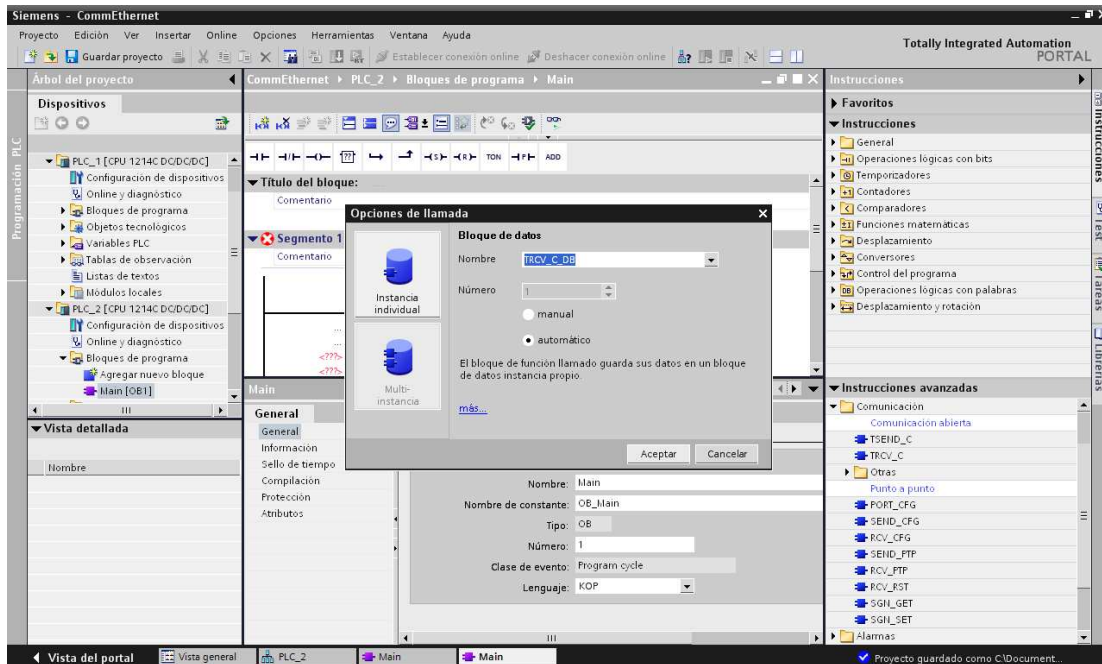 Siemens - CommEthernet
Proyecto Edición Ver Insertar Online Opciones Herramientas Ventana Ayuda
Guardar proyecto
Establecer conexión online
Deshacer conexión online
Totally Integrated Automation
PORTAL
Programación PLC
Árbol del proyecto
Dispositivos
PLC_1 [CPU 1214C DC/DC/DC]
Configuración de dispositivos
Online y diagnóstico
Bloques de programa
Objetos tecnológicos
Variables PLC
Tablas de observación
Listas de textos
Módulos locales
PLC_2 [CPU 1214C DC/DC/DC]
Configuración de dispositivos
Online y diagnóstico
Bloques de programa
Agregar nuevo bloque
Main [OB1]
Vista detallada
Nombre
CommEthernet PLC_2 Bloques de programa Main
TON
ADD
Título del bloque:
Comentario
Segmento 1
Comentario
...
...
<???>
<???>
Opciones de llamada
Instancia individual
Multi-instancia
Bloque de datos
Nombre TRCV_C_DB
Número 1
manual
automático
El bloque de función llamado guarda sus datos en un bloque
de datos instancia propio.
más...
Aceptar Cancelar
Main
General
General
Información
Sello de tiempo
Compilación
Protección
Atributos
Nombre: Main
Nombre de constante: OB_Main
Tipo: OB
Número: 1
Clase de evento: Program cycle
Lenguaje: KOP
Instrucciones
Favoritos
Instrucciones
General
Operaciones lógicas con bits
Temporizadores
Contadores
Comparadores
Funciones matemáticas
Desplazamiento
Conversores
Control del programa
Operaciones lógicas con palabras
Desplazamiento y rotación
Instrucciones avanzadas
Comunicación
Comunicación abierta
TSEND_C
TRCV_C
Otras
Punto a punto
PORT_CFG
SEND_CFG
RCV_CFG
SEND_PTP
RCV_PTP
RCV_RST
SGN_GET
SGN_SET
Alarmas
Instrucciones
Test
Tareas
Librerías
Vista del portal
Vista general
PLC_2
Main
Main
Proyecto guardado como C:\Document...